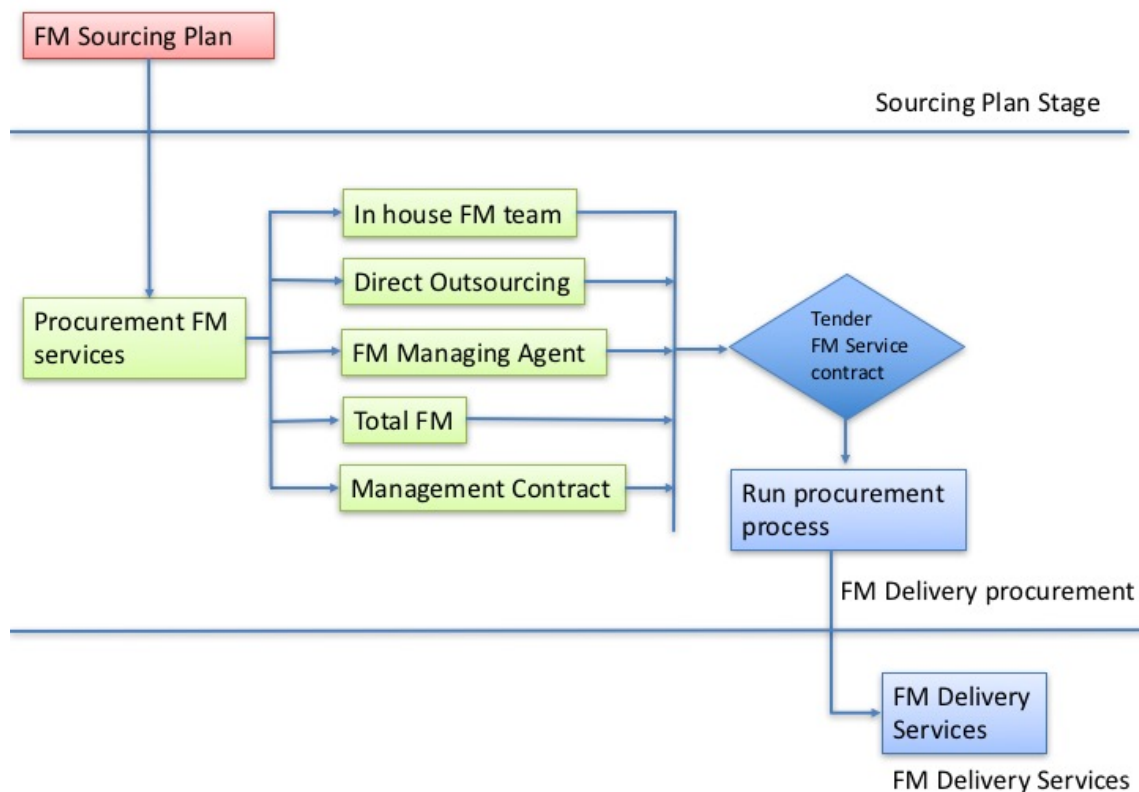 FM Sourcing Plan
Sourcing Plan Stage
In house FM team
Direct Outsourcing
Procurement FM
services
FM Managing Agent
Total FM
Management Contract
Tender
FM Service
contract
Run procurement
process
FM Delivery procurement
FM Delivery
Services
FM Delivery Services